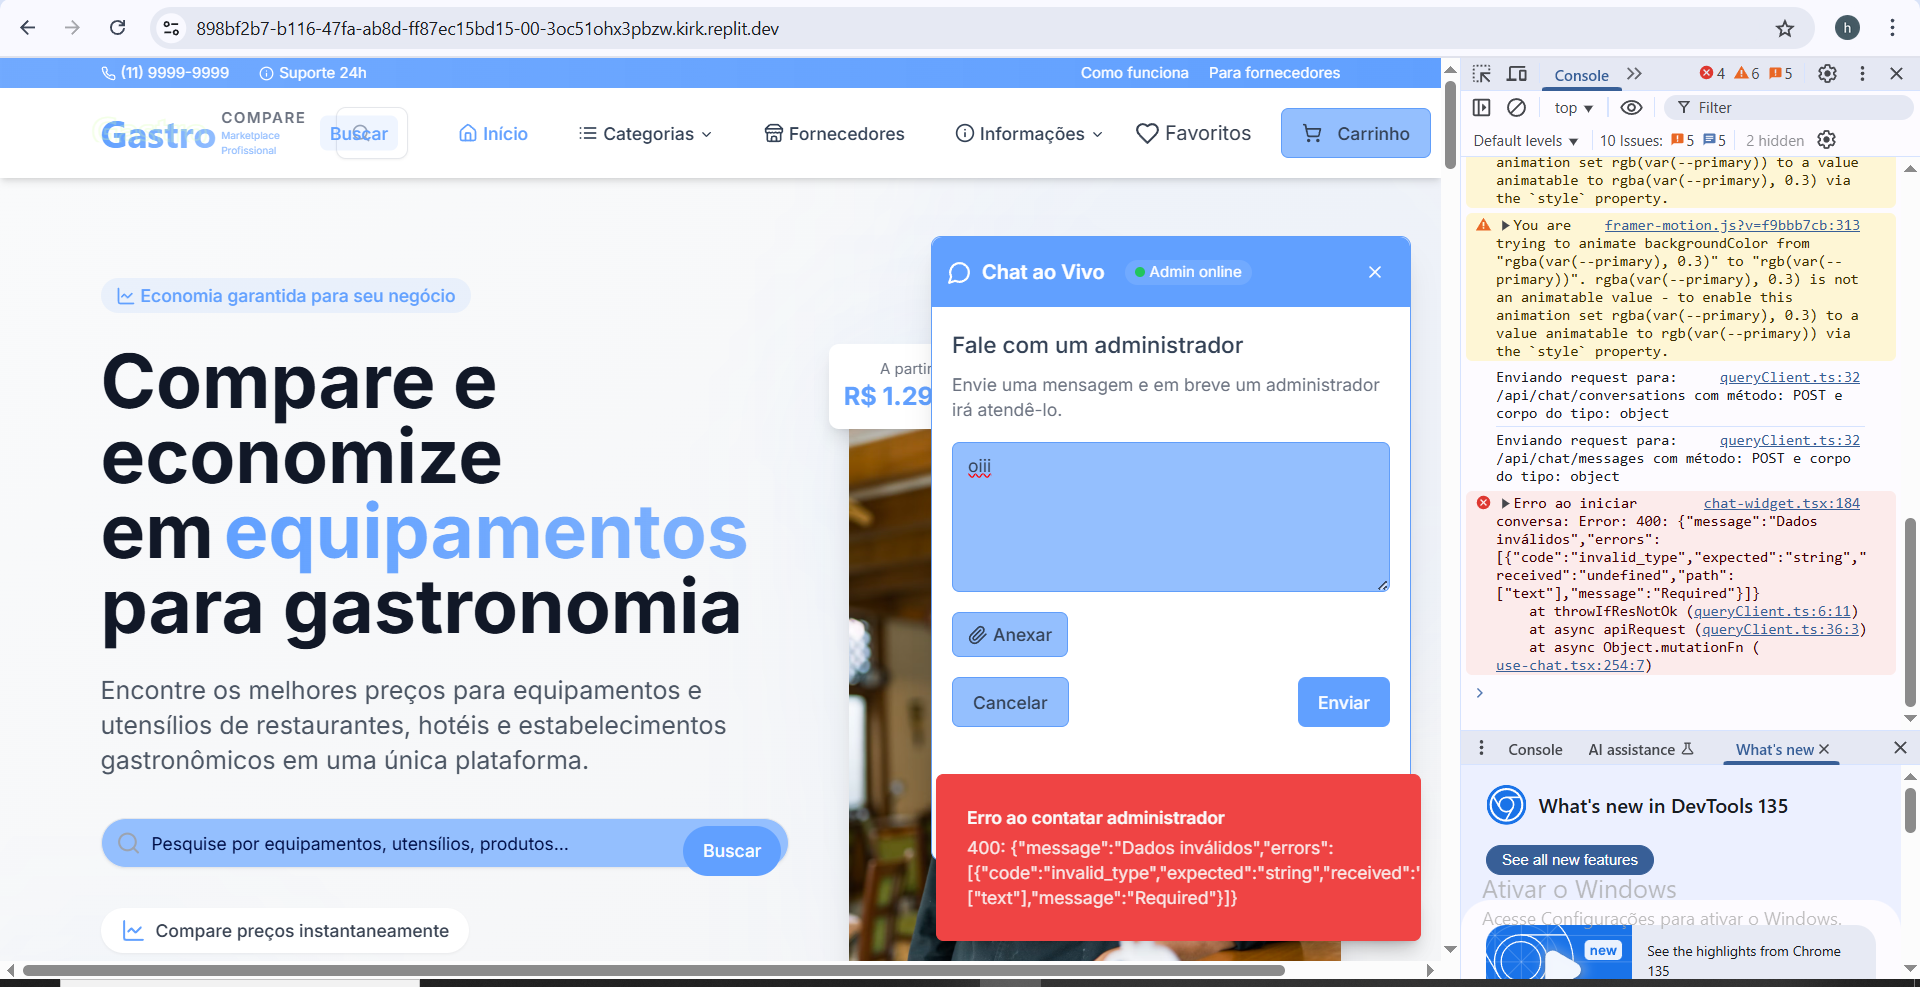 898bf2b7-b116-47fa-ab8d-ff87ec15bd15-00-3oc51ohx3pbzw.kirk.replit.dev
h
(11) 9999-9999
Suporte 24h
Como funciona
Para fornecedores
Gastro
COMPARE
Marketplace
Profissional
Buscar
Início
Categorias
Fornecedores
Informações
Favoritos
Carrinho
Economia garantida para seu negócio
Compare e
economize
em equipamentos
para gastronomia
Encontre os melhores preços para equipamentos e
utensílios de restaurantes, hotéis e estabelecimentos
gastronômicos em uma única plataforma.
Pesquise por equipamentos, utensílios, produtos...
Buscar
Compare preços instantaneamente
A partir
R$ 1.29
Chat ao Vivo
Admin online
Fale com um administrador
Envie uma mensagem e em breve um administrador
irá atendê-lo.
oiii
Anexar
Cancelar
Enviar
Erro ao contatar administrador
400: {"message":"Dados inválidos","errors":
[{"code":"invalid_type","expected":"string","received":"
["text"],"message":"Required"}]}
Console
4
6
5
top
Filter
Default levels
10 Issues:
5
5
2 hidden
animation set rgb(var(--primary)) to a value
animatable to rgba(var(--primary), 0.3) via
the `style` property.
You are framer-motion.js?v=f9bbb7cb:313
trying to animate backgroundColor from
"rgba(var(--primary), 0.3)" to "rgb(var(--
primary))". rgba(var(--primary), 0.3) is not
an animatable value - to enable this
animation set rgba(var(--primary), 0.3) to a
value animatable to rgb(var(--primary)) via
the `style` property.
Enviando request para: queryClient.ts:32
/api/chat/conversations com método: POST e
corpo do tipo: object
Enviando request para: queryClient.ts:32
/api/chat/messages com método: POST e corpo
do tipo: object
Erro ao iniciar chat-widget.tsx:184
conversa: Error: 400: {"message":"Dados
inválidos","errors":
[{"code":"invalid_type","expected":"string","
received":"undefined","path":
["text"],"message":"Required"}]}
at throwIfResNotOk (queryClient.ts:6:11)
at async apiRequest (queryClient.ts:36:3)
at async Object.mutationFn (
use-chat.tsx:254:7)
Console
AI assistance
What's new
What's new in DevTools 135
See all new features
Ativar o Windows
Acesse Configurações para ativar o Windows.
new
See the highlights from Chrome
135